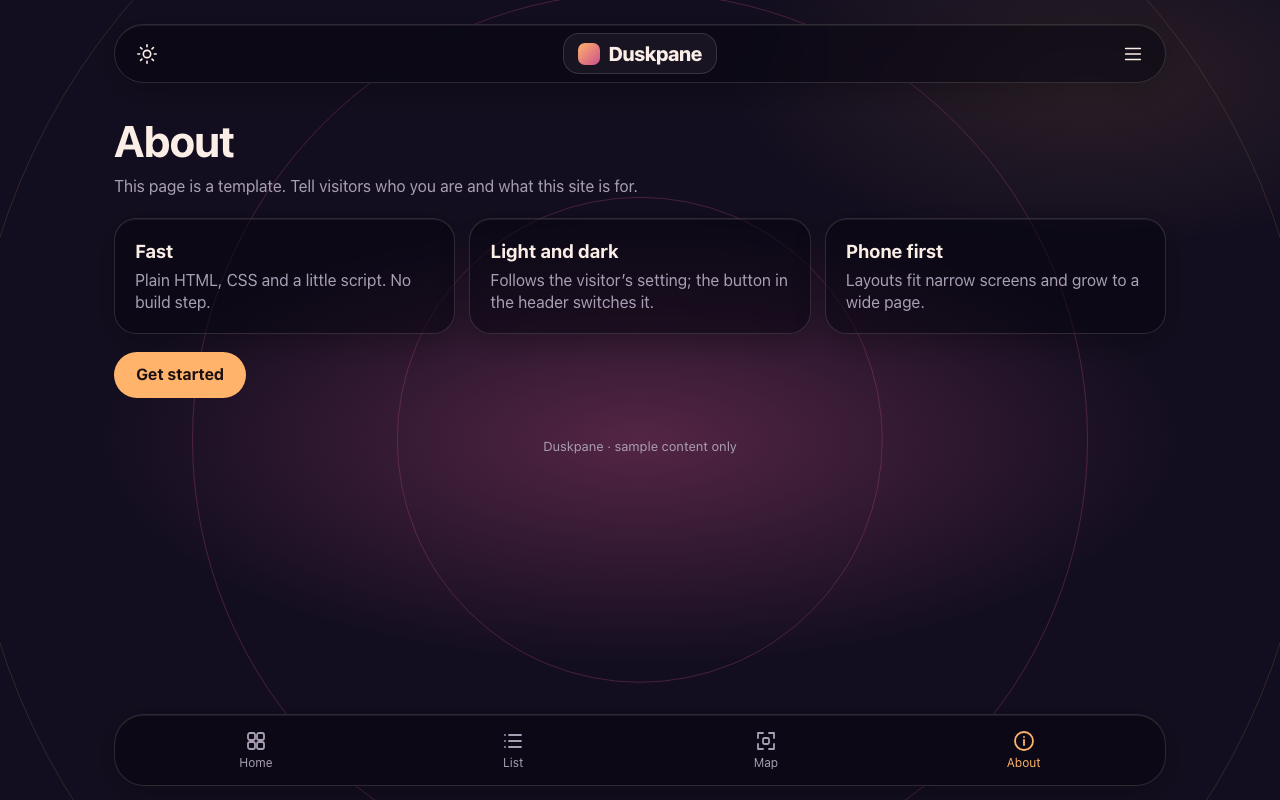 Duskpane
About
This page is a template. Tell visitors who you are and what this site is for.
Fast
Plain HTML, CSS and a little script. No
build step.
Light and dark
Follows the visitor’s setting; the button in
the header switches it.
Phone first
Layouts fit narrow screens and grow to a
wide page.
Get started
Duskpane · sample content only
Home
List
Map
About